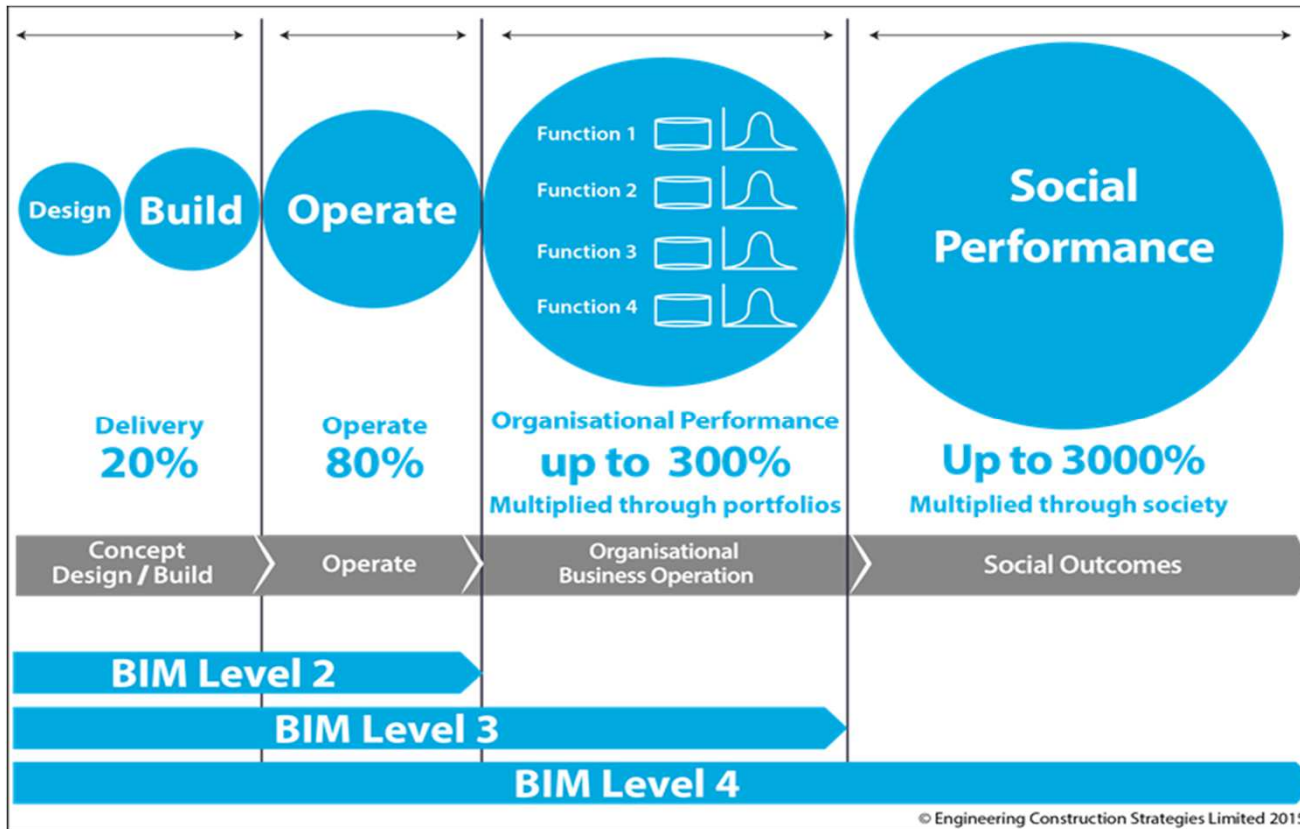 Design
Build
Operate
Function 1
Function 2
Function 3
Function 4
Social
Performance
Delivery
20%
Operate
80%
Organisational Performance
up to 300%
Multiplied through portfolios
Up to 3000%
Multiplied through society
Concept
Design / Build
Operate
Organisational
Business Operation
Social Outcomes
BIM Level 2
BIM Level 3
BIM Level 4
© Engineering Construction Strategies Limited 2015